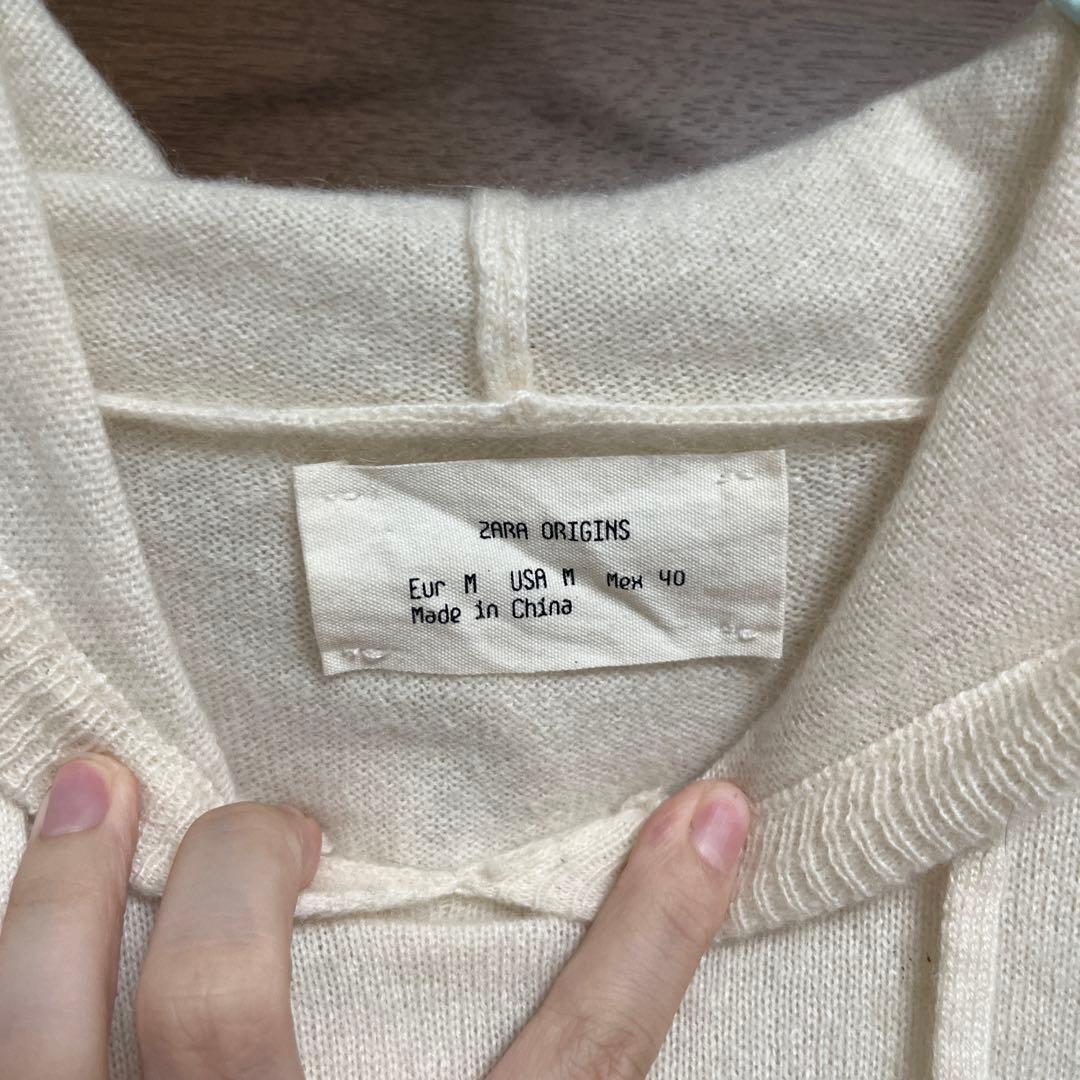 ZARA ORIGINS
Eur M USA M Mex 40
Made in China